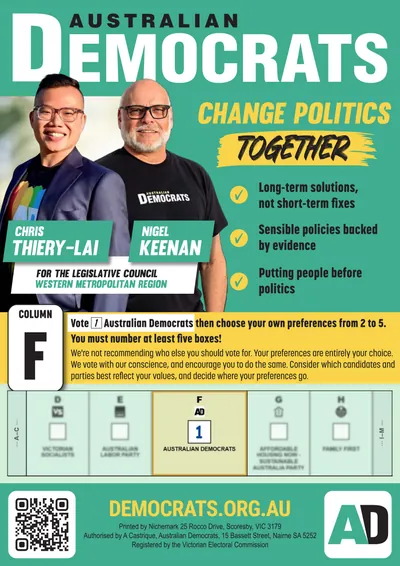 AUSTRALIAN
DEMOCRATS
CHANGE POLITICS
TOGETHER
AUSTRALIAN
DEMOCRATS
Long-term solutions,
not short-term fixes
Sensible policies backed
by evidence
Putting people before
politics
CHRIS
THIERY-LAI
NIGEL
KEENAN
FOR THE LEGISLATIVE COUNCIL
WESTERN METROPOLITAN REGION
COLUMN
F
Vote 1 Australian Democrats then choose your own preferences from 2 to 5.
You must number at least five boxes!
We're not recommending who else you should vote for. Your preferences are entirely your choice.
We vote with our conscience, and encourage you to do the same. Consider which candidates and
parties best reflect your values, and decide where your preferences go.
A–C
D
VS
VICTORIAN
SOCIALISTS
E
AUSTRALIAN
LABOR PARTY
F
AD
1
AUSTRALIAN DEMOCRATS
G
AFFORDABLE
HOUSING NOW -
SUSTAINABLE
AUSTRALIA PARTY
H
FAMILY FIRST
I–M
DEMOCRATS.ORG.AU
Printed by Nichemark 25 Rocco Drive, Scoresby, VIC 3179
Authorised by A Castrique, Australian Democrats, 15 Bassett Street, Nairne SA 5252
Registered by the Victorian Electoral Commission
AD